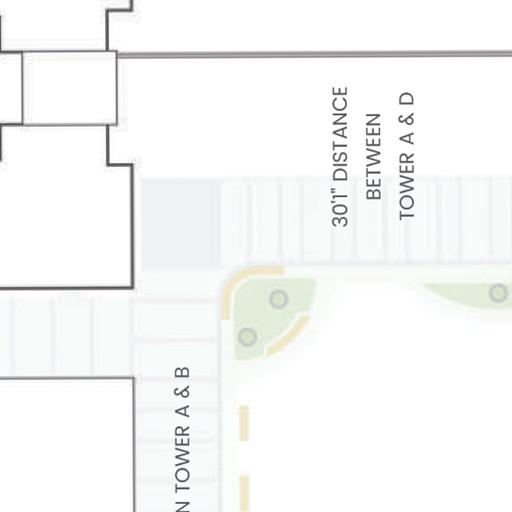 30'1" DISTANCE
BETWEEN
TOWER A & D
N TOWER A & B